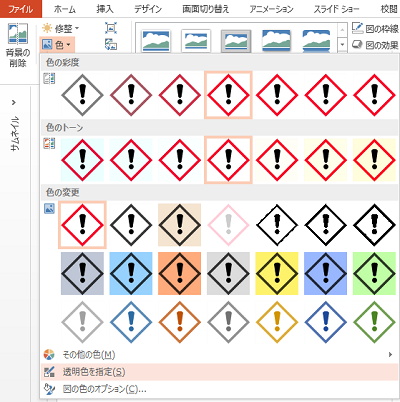 ファイル ホーム 挿入 デザイン 画面切り替え アニメーション スライド ショー 校閲
背景の
削除
修整
色
図の枠線
図の効果
サムネイル
色の彩度
色のトーン
色の変更
その他の色(M)
透明色を指定(S)
図の色のオプション(C)...